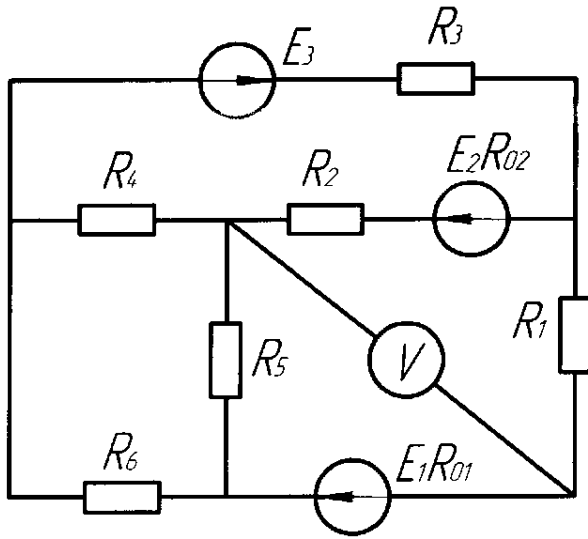 E₃
R₃
R₄
R₂
E₂R₀₂
R₁
R₅
V
R₆
E₁R₀₁